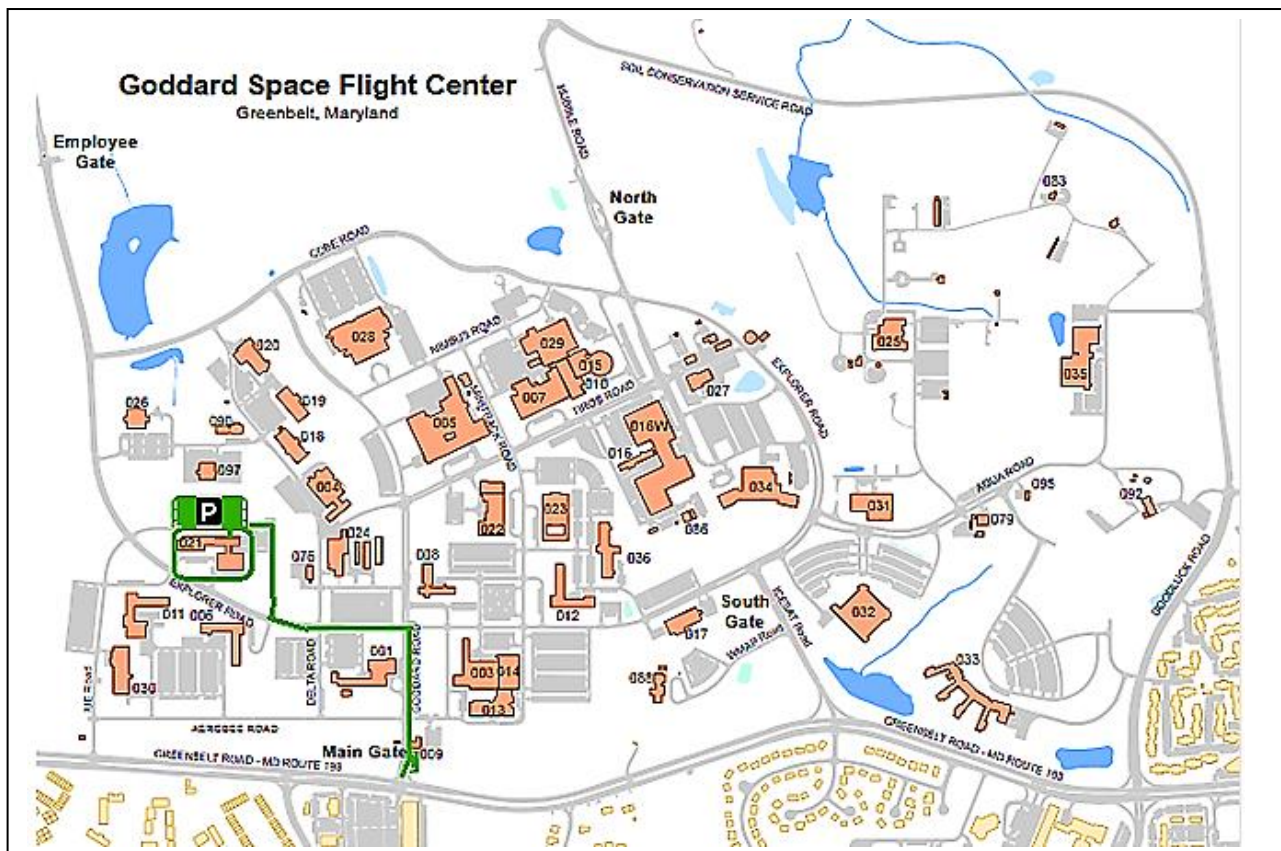 Goddard Space Flight Center
Greenbelt, Maryland
Employee
Gate
North
Gate
SOIL CONSERVATION SERVICE ROAD
HUBBLE ROAD
COBE ROAD
NIMBUS ROAD
TIROS ROAD
EXPLORER ROAD
083
028
029
015
010
007
005
020
019
018
026
090
097
004
027
016W
016
025
035
034
031
AQUA ROAD
095
092
079
086
022
023
036
024
075
008
012
P
021
EXPLORER ROAD
011
006
030
DELTA ROAD
001
GODDARD ROAD
003
014
013
017
South
Gate
ICESAT Road
WMAP Road
088
032
033
GOODLUCK ROAD
AEROBEE ROAD
Main Gate
009
GREENBELT ROAD - MD ROUTE 193
GREENBELT ROAD - MD ROUTE 193